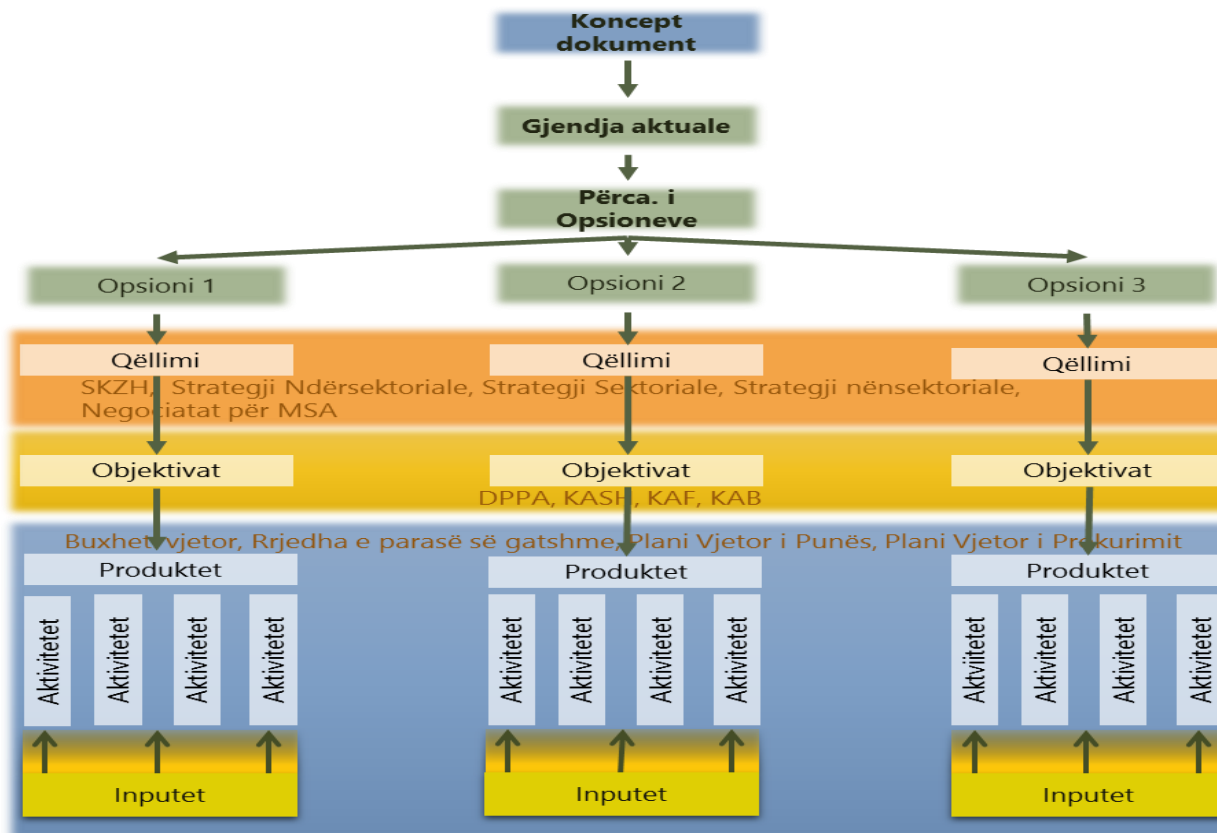 Koncept
dokument
Gjendja aktuale
Përca. i
Opsioneve
Opsioni 1
Opsioni 2
Opsioni 3
Qëllimi
Qëllimi
Qëllimi
SKZH, Strategji Ndërsektoriale, Strategji Sektoriale, Strategji nënsektoriale,
Negociatat për MSA
Objektivat
Objektivat
Objektivat
DPPA, KASH, KAF, KAB
Buxheti vjetor, Rrjedha e parasë së gatshme, Plani Vjetor i Punës, Plani Vjetor i Prokurimit
Produktet
Produktet
Produktet
Aktivitetet
Aktivitetet
Aktivitetet
Aktivitetet
Aktivitetet
Aktivitetet
Aktivitetet
Aktivitetet
Aktviitetet
Aktivitetet
Aktivitetet
Aktivitetet
Inputet
Inputet
Inputet